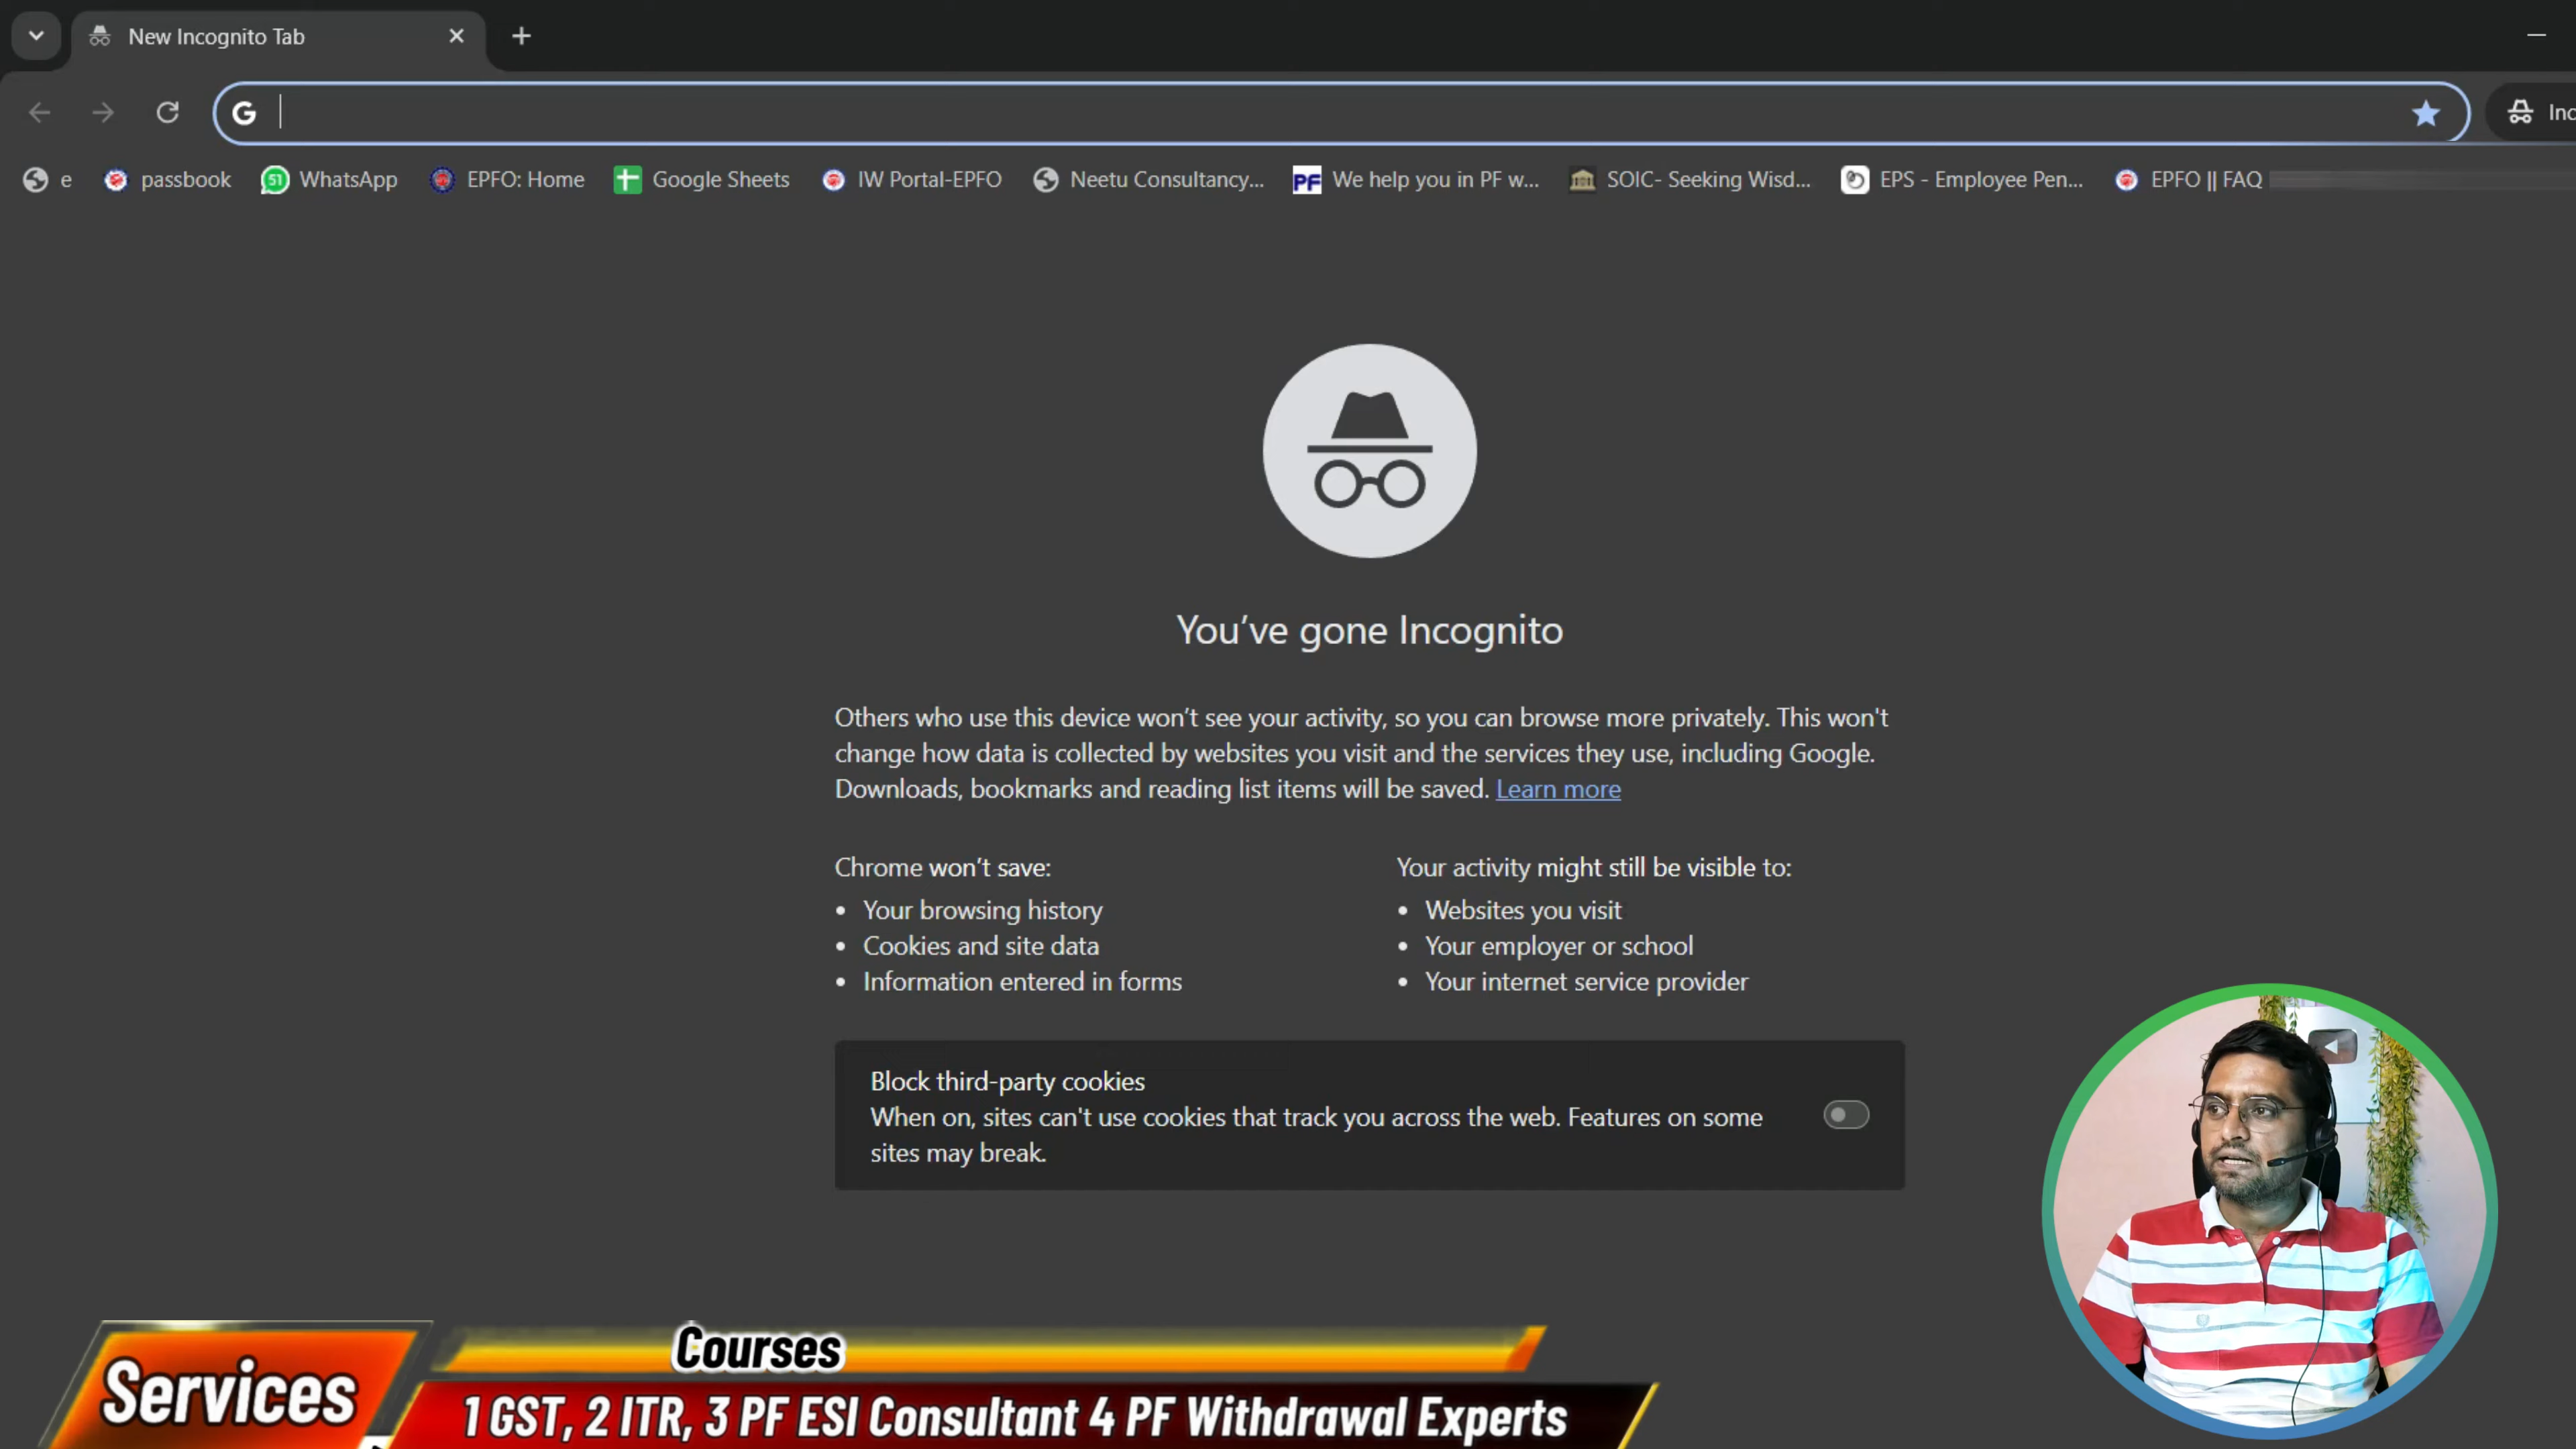 New Incognito Tab
Inc
e passbook 51 WhatsApp EPFO: Home Google Sheets IW Portal-EPFO Neetu Consultancy... PF We help you in PF w... SOIC- Seeking Wisd... EPS - Employee Pen... EPFO || FAQ
You've gone Incognito
Others who use this device won't see your activity, so you can browse more privately. This won't
change how data is collected by websites you visit and the services they use, including Google.
Downloads, bookmarks and reading list items will be saved. Learn more
Chrome won't save:
• Your browsing history
• Cookies and site data
• Information entered in forms
Your activity might still be visible to:
• Websites you visit
• Your employer or school
• Your internet service provider
Block third-party cookies
When on, sites can't use cookies that track you across the web. Features on some
sites may break.
Courses
Services
1 GST, 2 ITR, 3 PF ESI Consultant 4 PF Withdrawal Experts